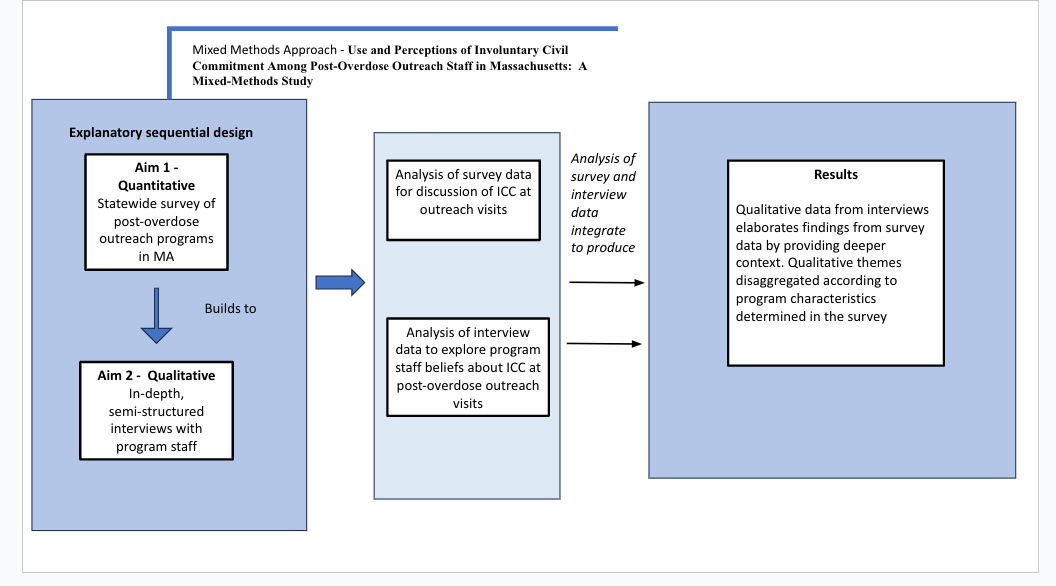 Mixed Methods Approach - Use and Perceptions of Involuntary Civil
Commitment Among Post-Overdose Outreach Staff in Massachusetts: A
Mixed-Methods Study
Explanatory sequential design
Aim 1 -
Quantitative
Statewide survey of
post-overdose
outreach programs
in MA
Builds to
Aim 2 - Qualitative
In-depth,
semi-structured
interviews with
program staff
Analysis of survey data
for discussion of ICC at
outreach visits
Analysis of interview
data to explore program
staff beliefs about ICC at
post-overdose outreach
visits
Analysis of
survey and
interview
data
integrate
to produce
Results
Qualitative data from interviews
elaborates findings from survey
data by providing deeper
context. Qualitative themes
disaggregated according to
program characteristics
determined in the survey